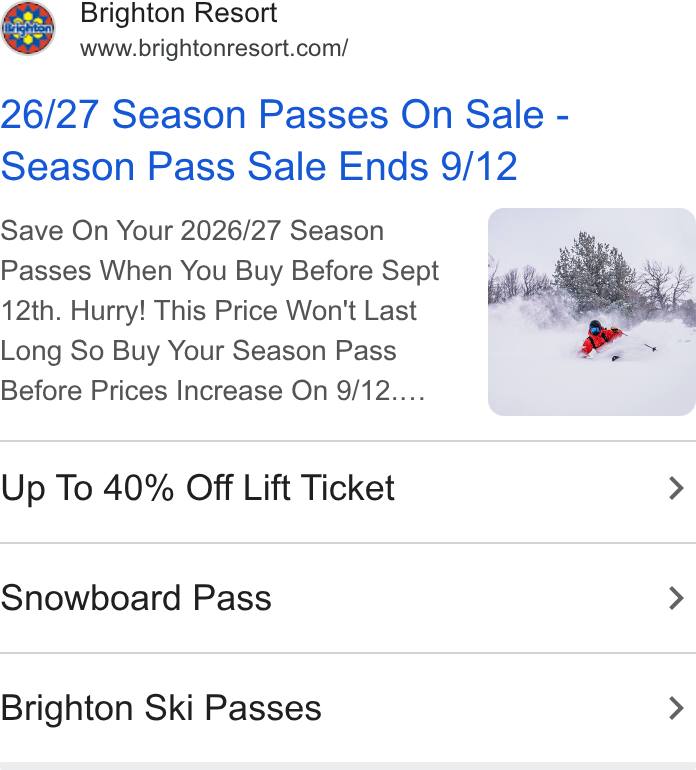 Brighton
Brighton Resort
www.brightonresort.com/
26/27 Season Passes On Sale -
Season Pass Sale Ends 9/12
Save On Your 2026/27 Season
Passes When You Buy Before Sept
12th. Hurry! This Price Won't Last
Long So Buy Your Season Pass
Before Prices Increase On 9/12....
Up To 40% Off Lift Ticket
Snowboard Pass
Brighton Ski Passes